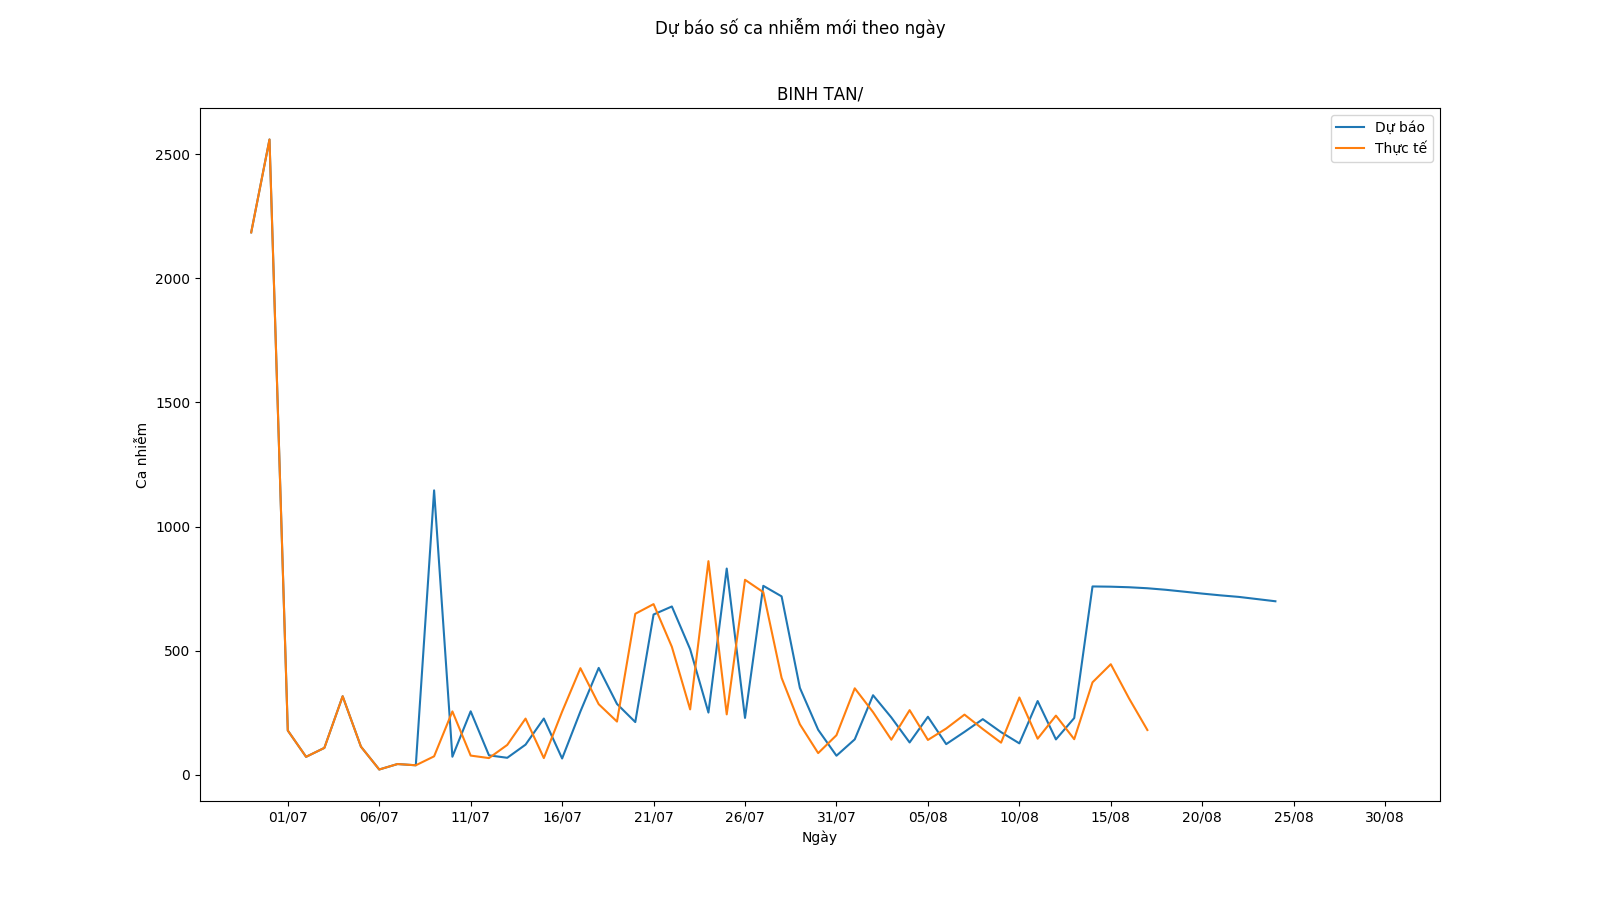 Dự báo số ca nhiễm mới theo ngày
BINH TAN/
Dự báo
Thực tế
2500
2000
1500
1000
500
0
Ca nhiễm
01/07 06/07 11/07 16/07 21/07 26/07 31/07 05/08 10/08 15/08 20/08 25/08 30/08
Ngày